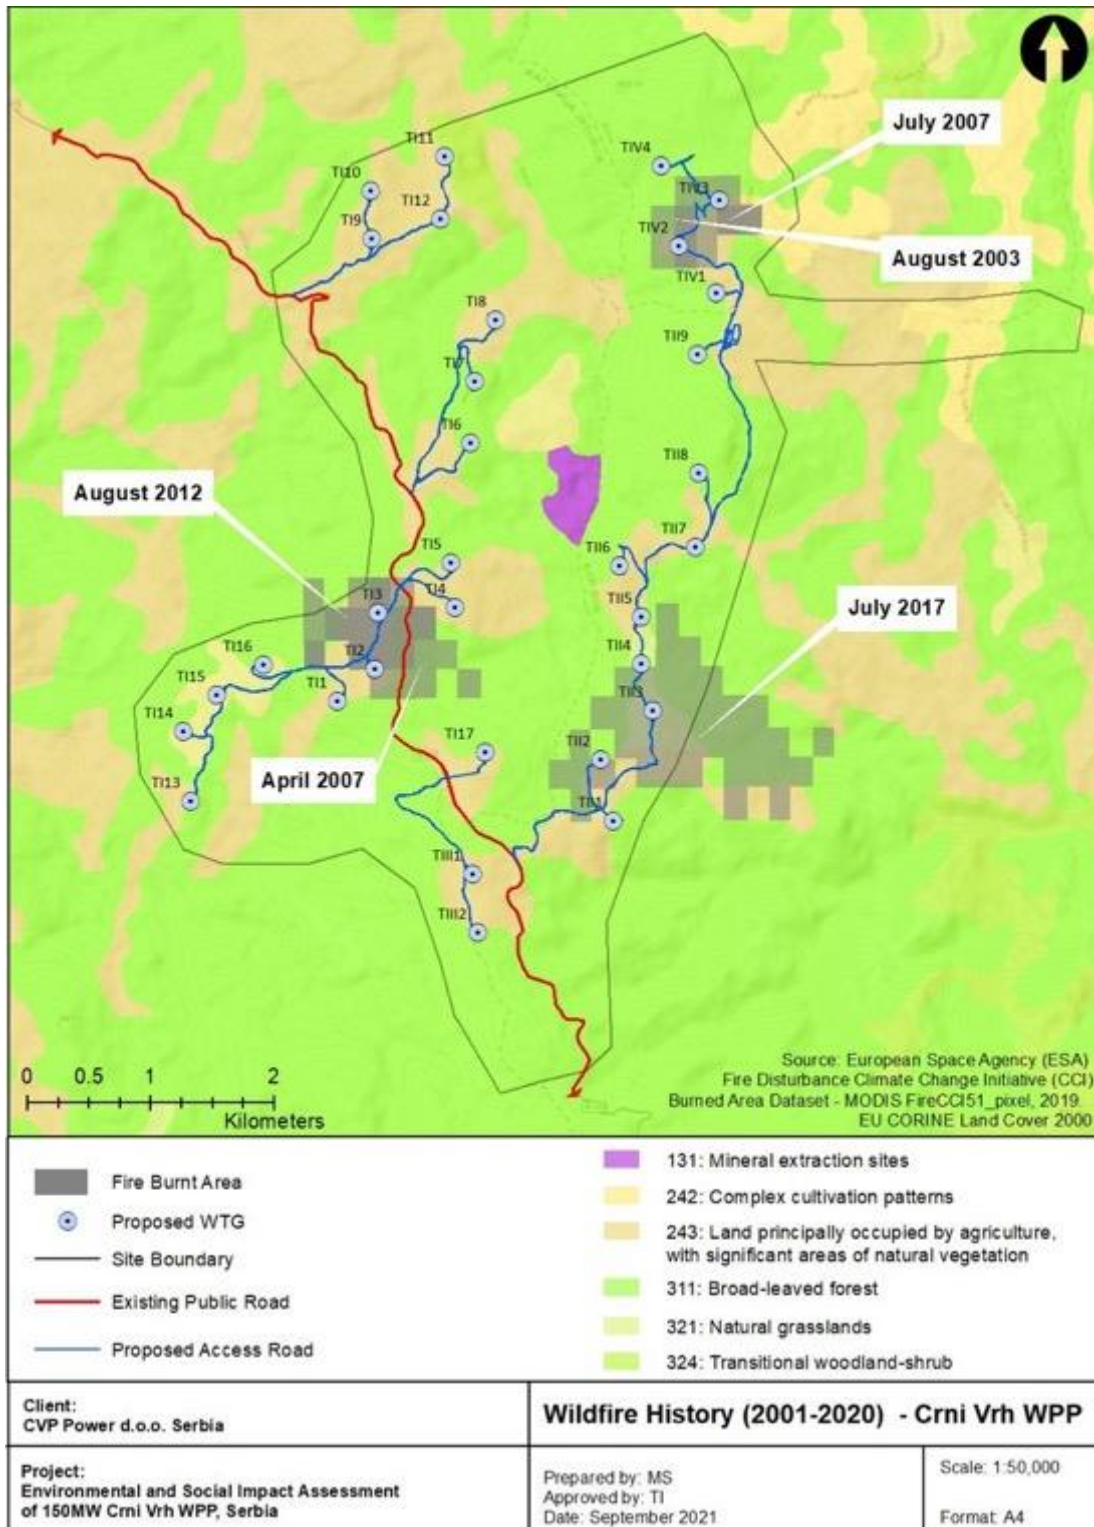 July 2007
August 2003
August 2012
July 2017
April 2007
TI11
TI10
TI12
TI9
TIV4
TIV3
TIV2
TIV1
TII9
TI8
TI7
TI6
TII8
TII7
TII6
TI5
TI4
TI3
TII5
TII4
TI2
TI16
TI15
TI1
TI14
TI13
TII3
TII2
TII1
TI17
TIII1
TIII2
0 0.5 1 2
Kilometers
Source: European Space Agency (ESA)
Fire Disturbance Climate Change Initiative (CCI)
Burned Area Dataset - MODIS FireCCI51_pixel, 2019.
EU CORINE Land Cover 2000
Fire Burnt Area
Proposed WTG
Site Boundary
Existing Public Road
Proposed Access Road
131: Mineral extraction sites
242: Complex cultivation patterns
243: Land principally occupied by agriculture,
with significant areas of natural vegetation
311: Broad-leaved forest
321: Natural grasslands
324: Transitional woodland-shrub
Client:
CVP Power d.o.o. Serbia
Wildfire History (2001-2020) - Crni Vrh WPP
Project:
Environmental and Social Impact Assessment
of 150MW Crni Vrh WPP, Serbia
Prepared by: MS
Approved by: TI
Date: September 2021
Scale: 1:50,000
Format: A4